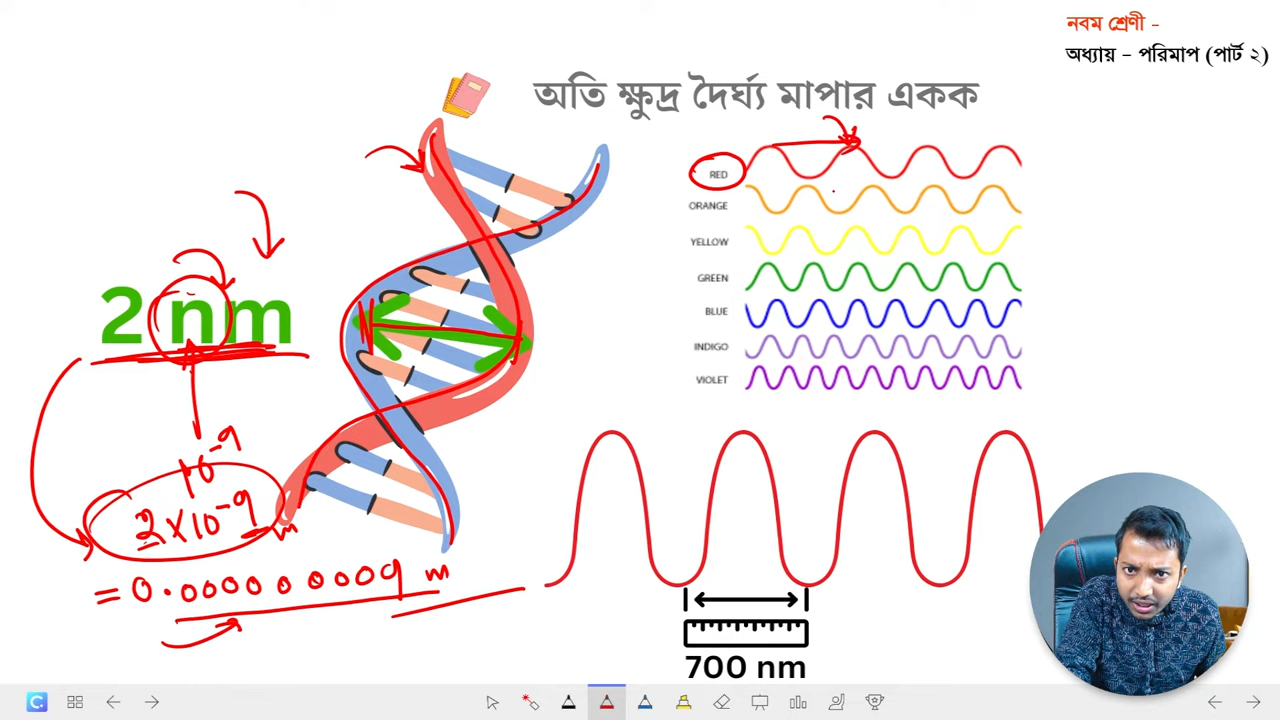 নবম শ্রেণী -
অধ্যায় - পরিমাপ (পার্ট ২)
অতি ক্ষুদ্র দৈর্ঘ্য মাপার একক
RED
ORANGE
YELLOW
GREEN
BLUE
INDIGO
VIOLET
2 nm
10⁻⁹
2×10⁻⁹ m
= 0.000000009 m
700 nm